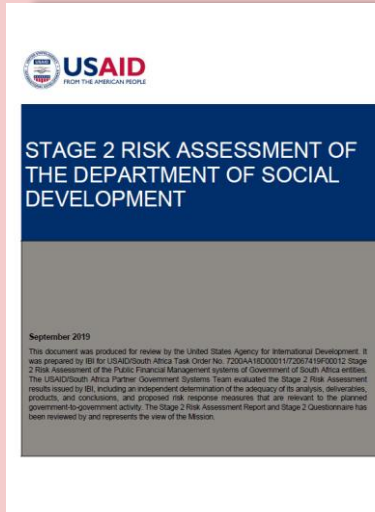 USAID
FROM THE AMERICAN PEOPLE
STAGE 2 RISK ASSESSMENT OF
THE DEPARTMENT OF SOCIAL
DEVELOPMENT
September 2019
This document was produced for review by the United States Agency for International Development. It
was prepared by IBI for USAID/South Africa Task Order No. 7200AA18D00011/72067419F00012 Stage
2 Risk Assessment of the Public Financial Management systems of Government of South Africa entities.
The USAID/South Africa Partner Government Systems Team evaluated the Stage 2 Risk Assessment
results issued by IBI, including an independent determination of the adequacy of its analysis, deliverables,
products, and conclusions, and proposed risk response measures that are relevant to the planned
government-to-government activity. The Stage 2 Risk Assessment Report and Stage 2 Questionnaire has
been reviewed by and represents the view of the Mission.